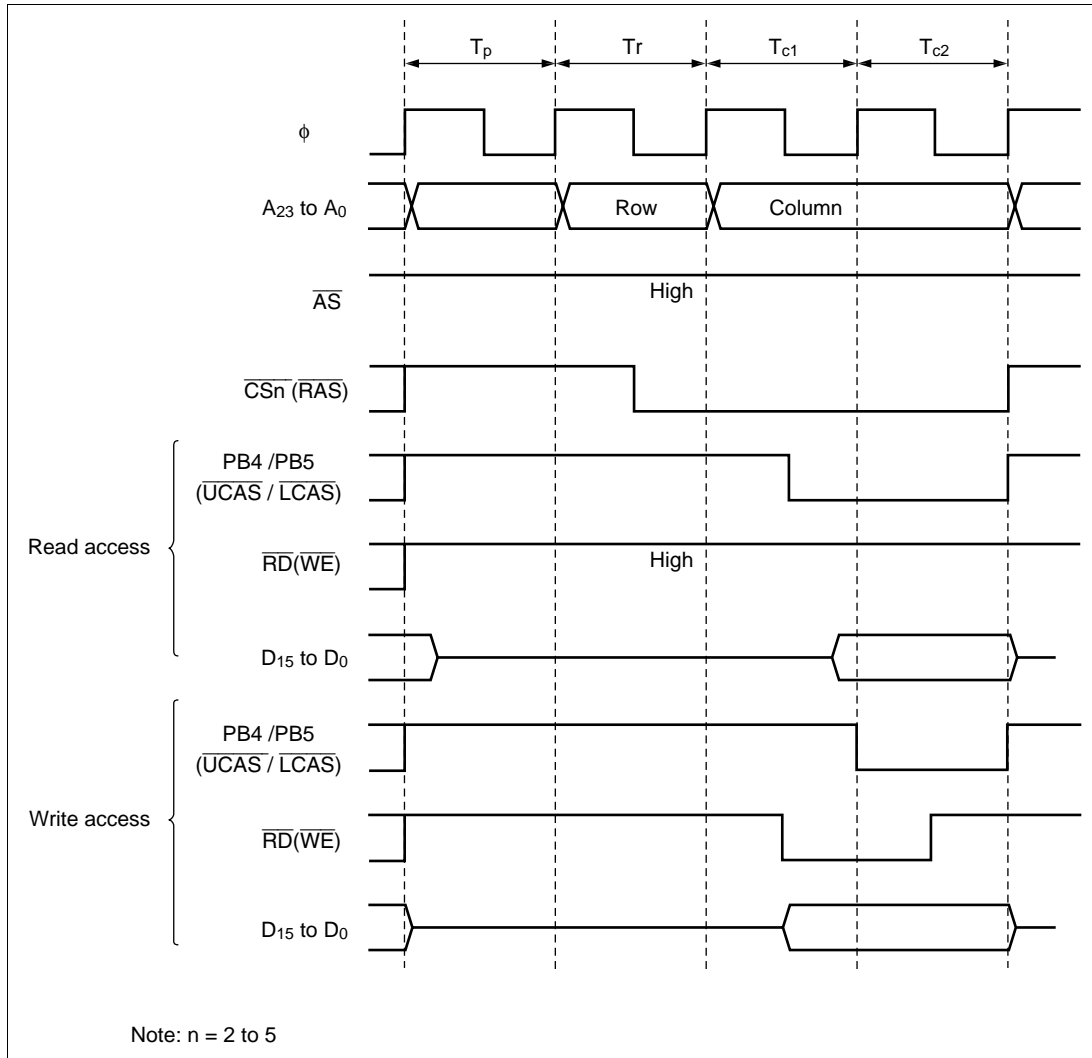 Tp Tr Tc1 Tc2
φ
A23 to A0 Row Column
AS High
CSn (RAS)
Read access
PB4 /PB5
(UCAS / LCAS)
RD(WE) High
D15 to D0
Write access
PB4 /PB5
(UCAS / LCAS)
RD(WE)
D15 to D0
Note: n = 2 to 5